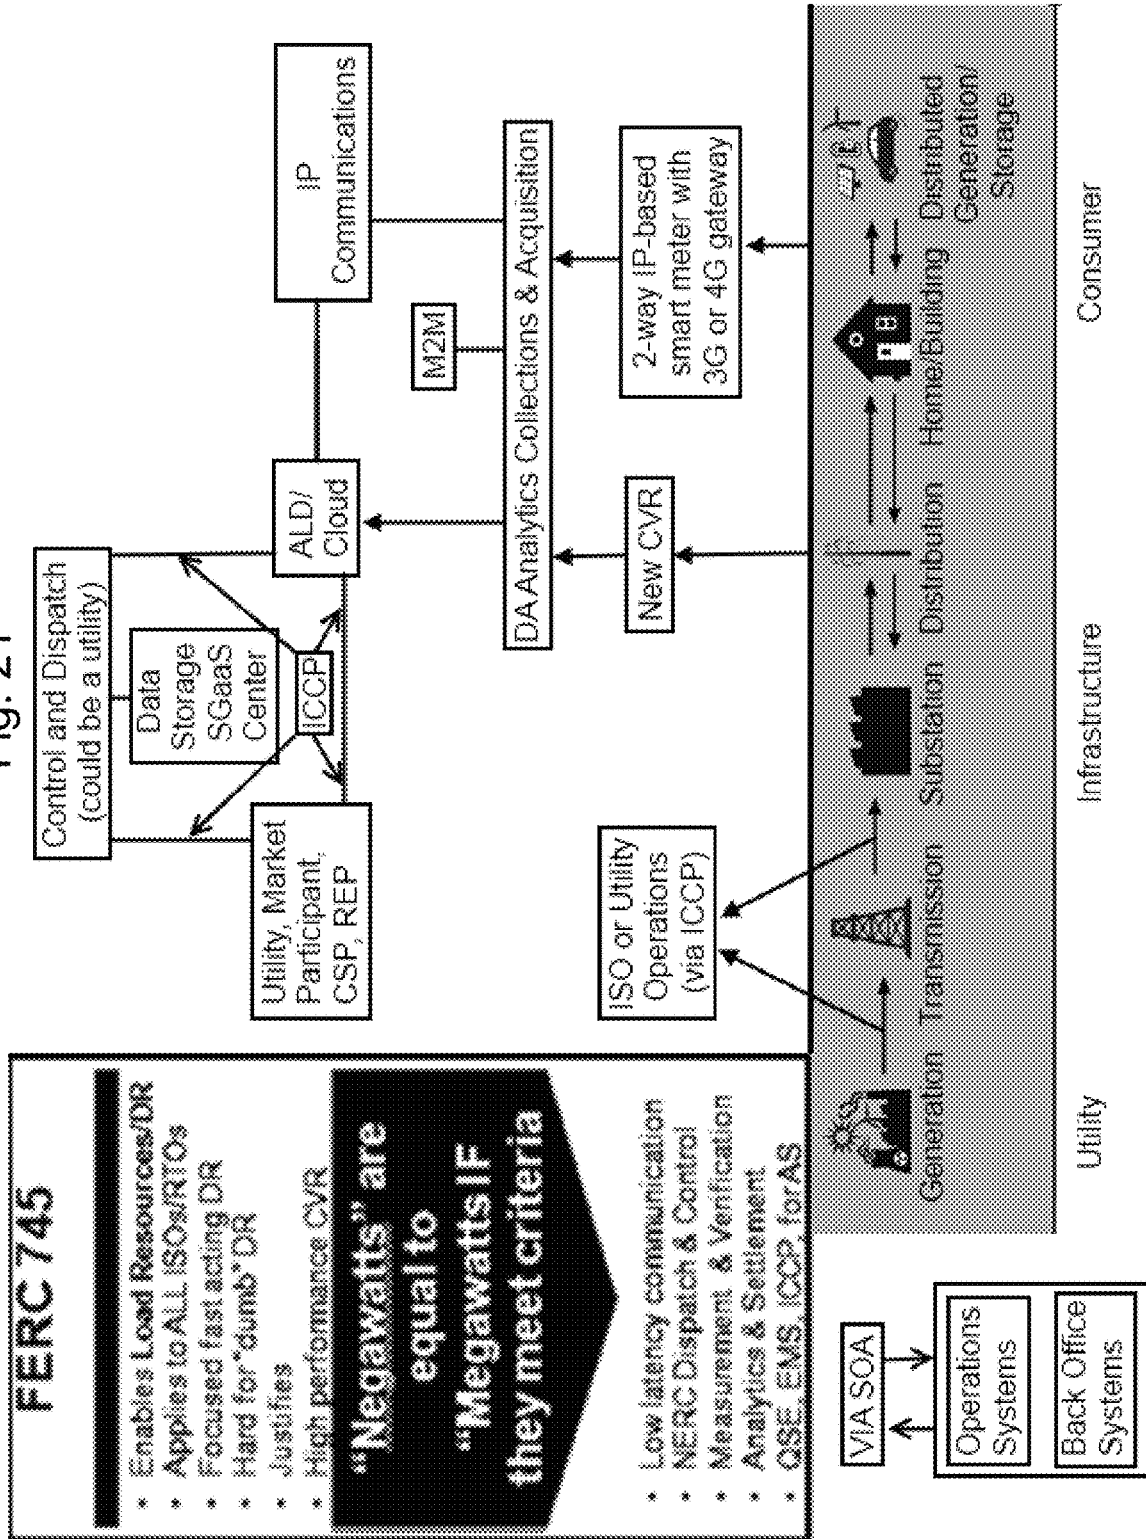 FERC 745
• Enables Load Resources/DR
• Applies to ALL ISOs/RTOs
• Focused fast acting DR
• Hard for "dumb" DR
• Justifies
• High performance CVR
"Negawatts" are
equal to
"Megawatts IF
they meet criteria
• Low latency communication
• NERC Dispatch & Control
• Measurement & Verification
• Analytics & Settlement
• QSE, EMS, ICCP, for AS
Control and Dispatch
(could be a utility)
Data
Storage
SGaaS
Center
ICCP
Utility, Market
Participant,
CSP, REP
ALD/
Cloud
IP
Communications
M2M
DA Analytics Collections & Acquisition
New CVR
2-way IP-based
smart meter with
3G or 4G gateway
ISO or Utility
Operations
(via ICCP)
Generation Transmission Substation Distribution Home/Building Distributed
Generation/
Storage
Utility
Infrastructure
Consumer
VIA SOA
Operations
Systems
Back Office
Systems